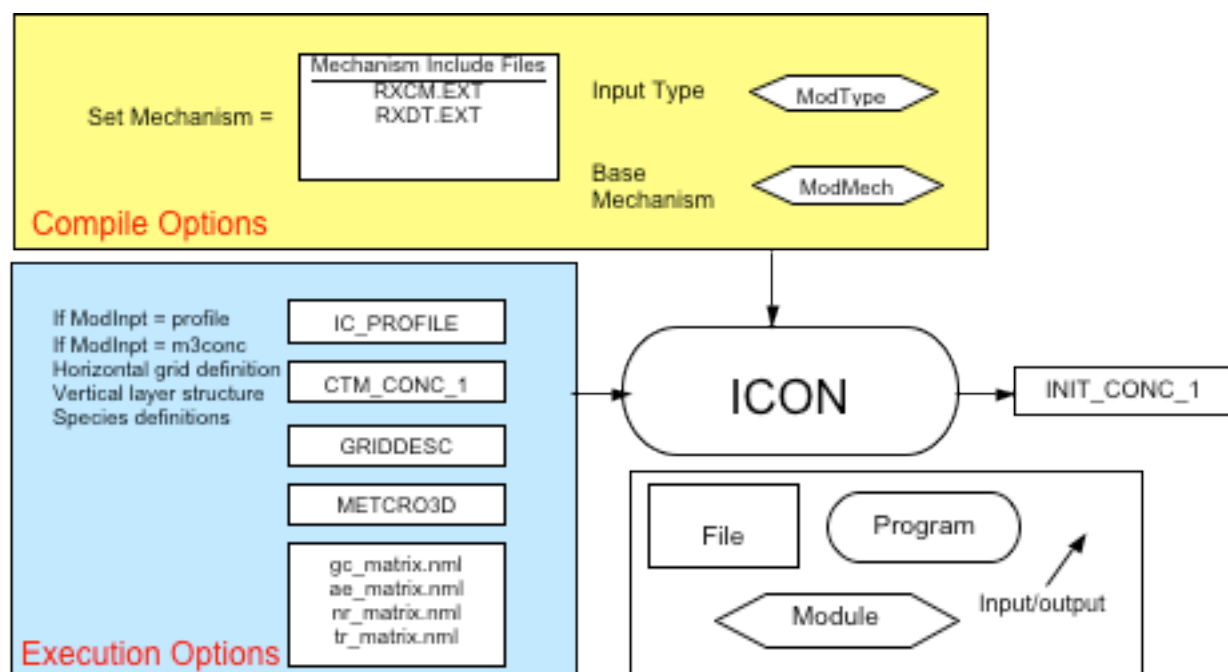 Mechanism Include Files
RXCM.EXT
RXDT.EXT
Set Mechanism =
Input Type
ModType
Base
Mechanism
ModMech
Compile Options
If ModInpt = profile
If ModInpt = m3conc
Horizontal grid definition
Vertical layer structure
Species definitions
IC_PROFILE
CTM_CONC_1
GRIDDESC
METCRO3D
gc_matrix.nml
ae_matrix.nml
nr_matrix.nml
tr_matrix.nml
Execution Options
ICON
INIT_CONC_1
File
Program
Module
Input/output